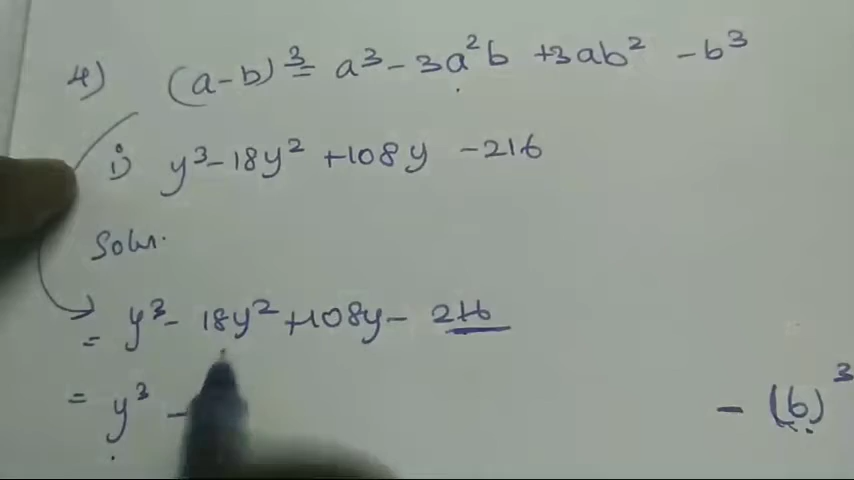 4) (a-b)³ = a³ - 3a²b +3ab² - b³
i) y³ - 18y² +108y - 216
Soln.
= y³ - 18y² +108y - 216
= y³ - - (6)³